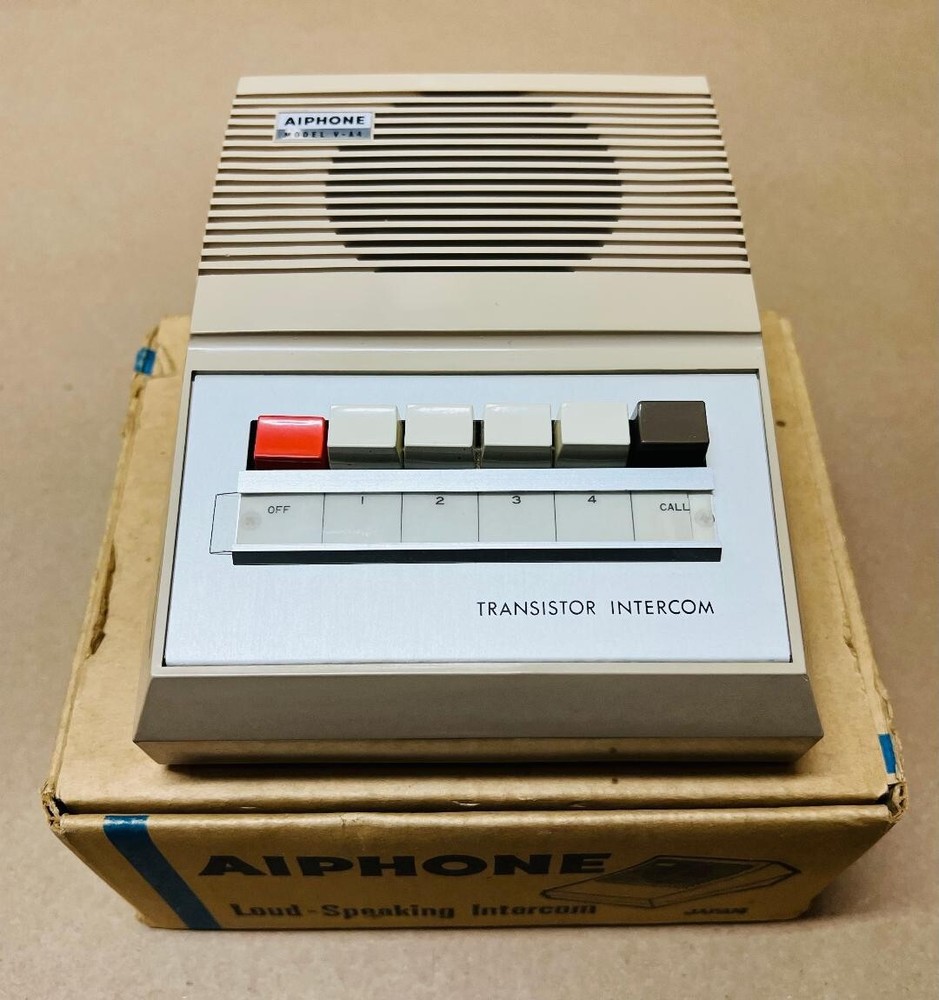 AIPHONE
MODEL V-A4
OFF 1 2 3 4 CALL
TRANSISTOR INTERCOM
AIPHONE
Loud-Speaking Intercom
JAPAN